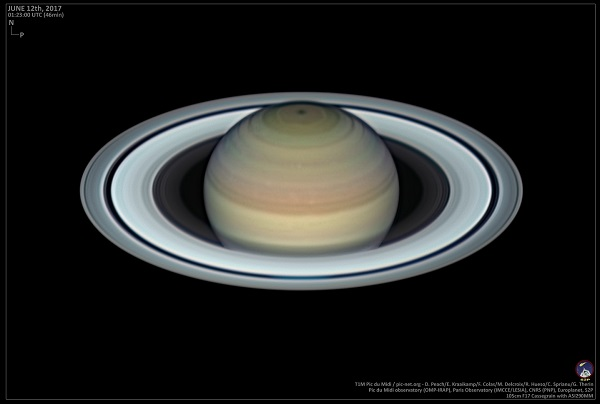 JUNE 12th, 2017
01:23:00 UTC (46min)
N
P
T1M Pic du Midi / pic-net.org - D. Peach/E. Kraaikamp/F. Colas/M. Delcroix/R. Hueso/C. Sprianu/G. Therin
Pic du Midi observatory (OMP-IRAP), Paris Observatory (IMCCE/LESIA), CNRS (PNP), Europlanet, S2P
105cm F17 Cassegrain with ASI290MM
S2P